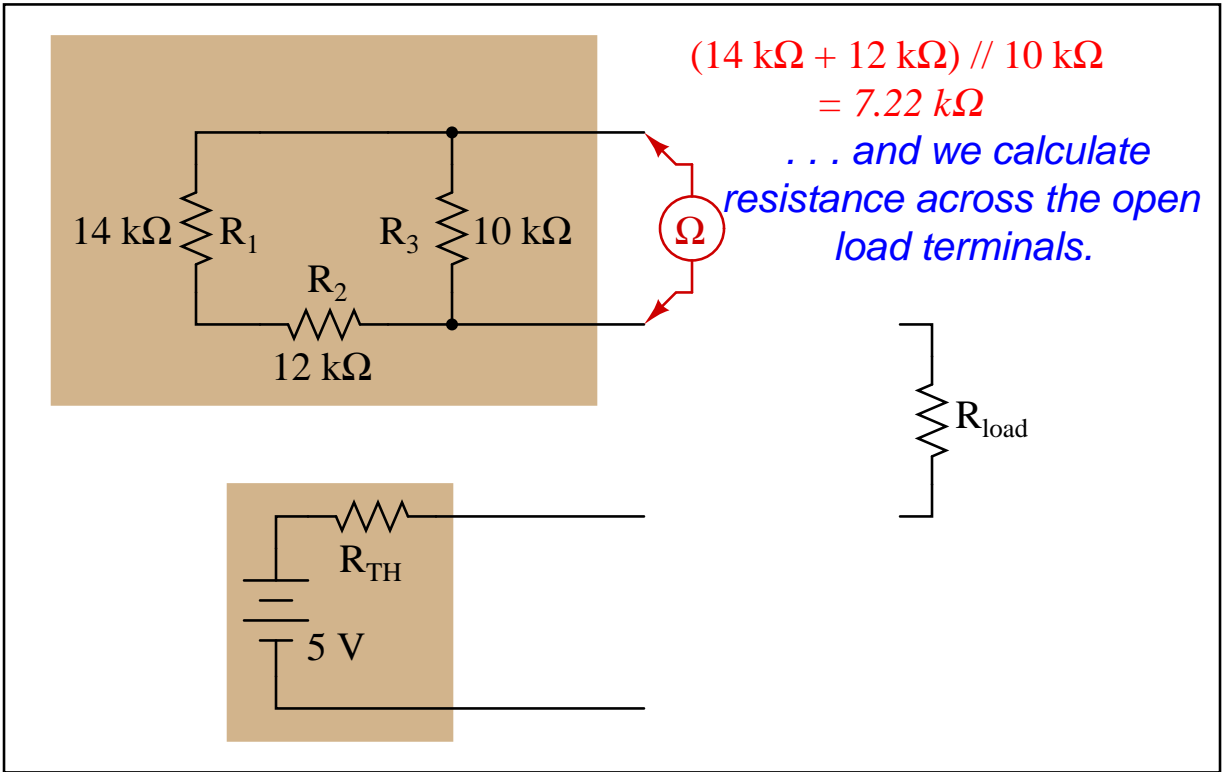 (14 kΩ + 12 kΩ) // 10 kΩ
= 7.22 kΩ
. . . and we calculate
resistance across the open
load terminals.
14 kΩ
R1
R3
10 kΩ
Ω
R2
12 kΩ
Rload
RTH
5 V